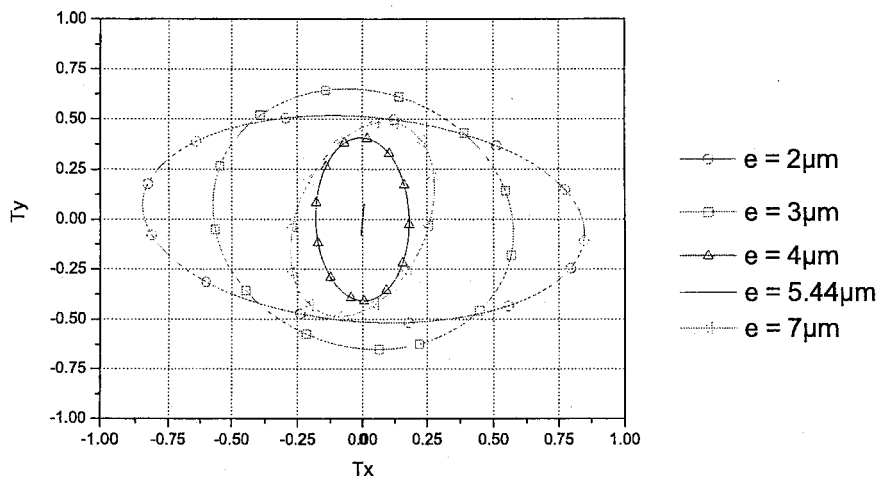 1.00
0.75
0.50
0.25
0.00
-0.25
-0.50
-0.75
-1.00
Ty
-1.00 -0.75 -0.50 -0.25 0.00 0.25 0.50 0.75 1.00
Tx
e = 2µm
e = 3µm
e = 4µm
e = 5.44µm
e = 7µm